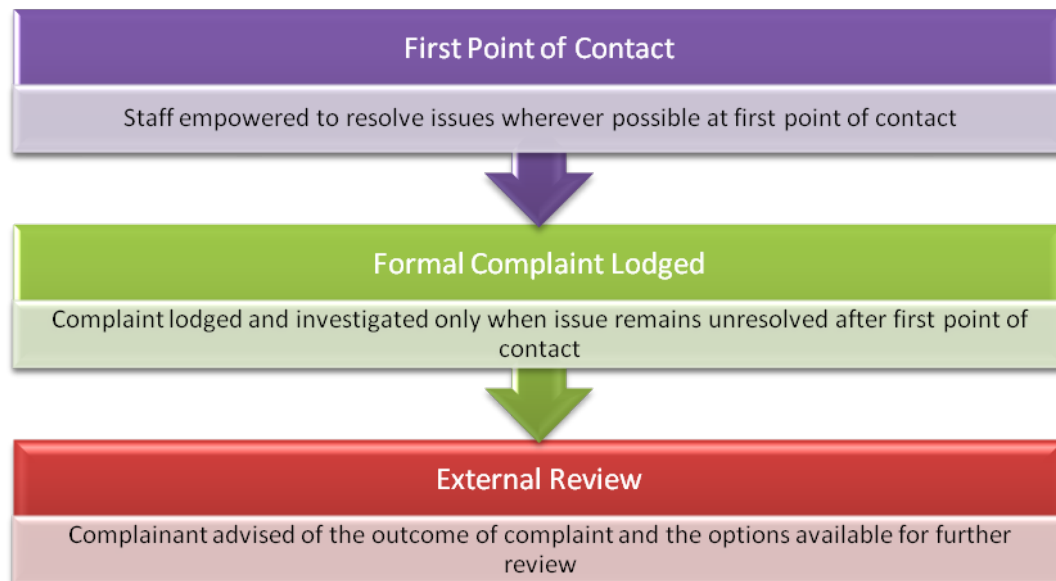 First Point of Contact
Staff empowered to resolve issues wherever possible at first point of contact
Formal Complaint Lodged
Complaint lodged and investigated only when issue remains unresolved after first point of
contact
External Review
Complainant advised of the outcome of complaint and the options available for further
review